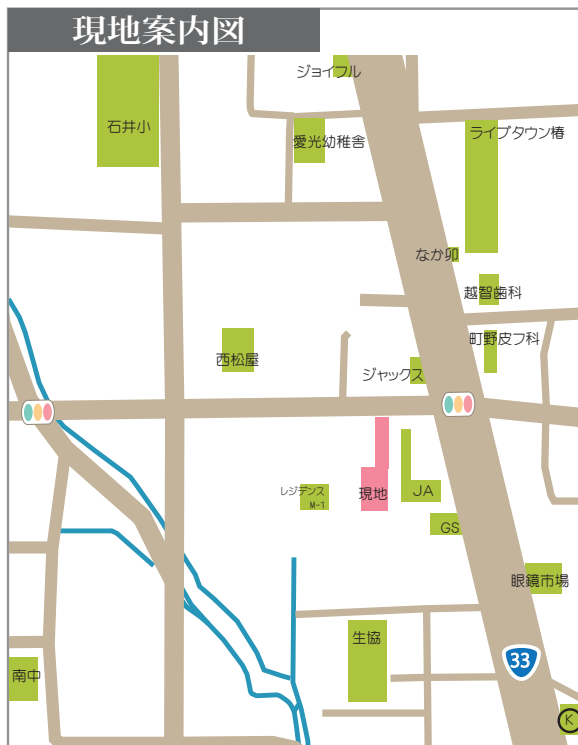 現地案内図
ジョイフル
石井小
愛光幼稚舎
ライブタウン椿
なか卯
越智歯科
町野皮フ科
西松屋
ジャックス
レジデンス
M-1
現地
JA
GS
眼鏡市場
生協
33
南中
K